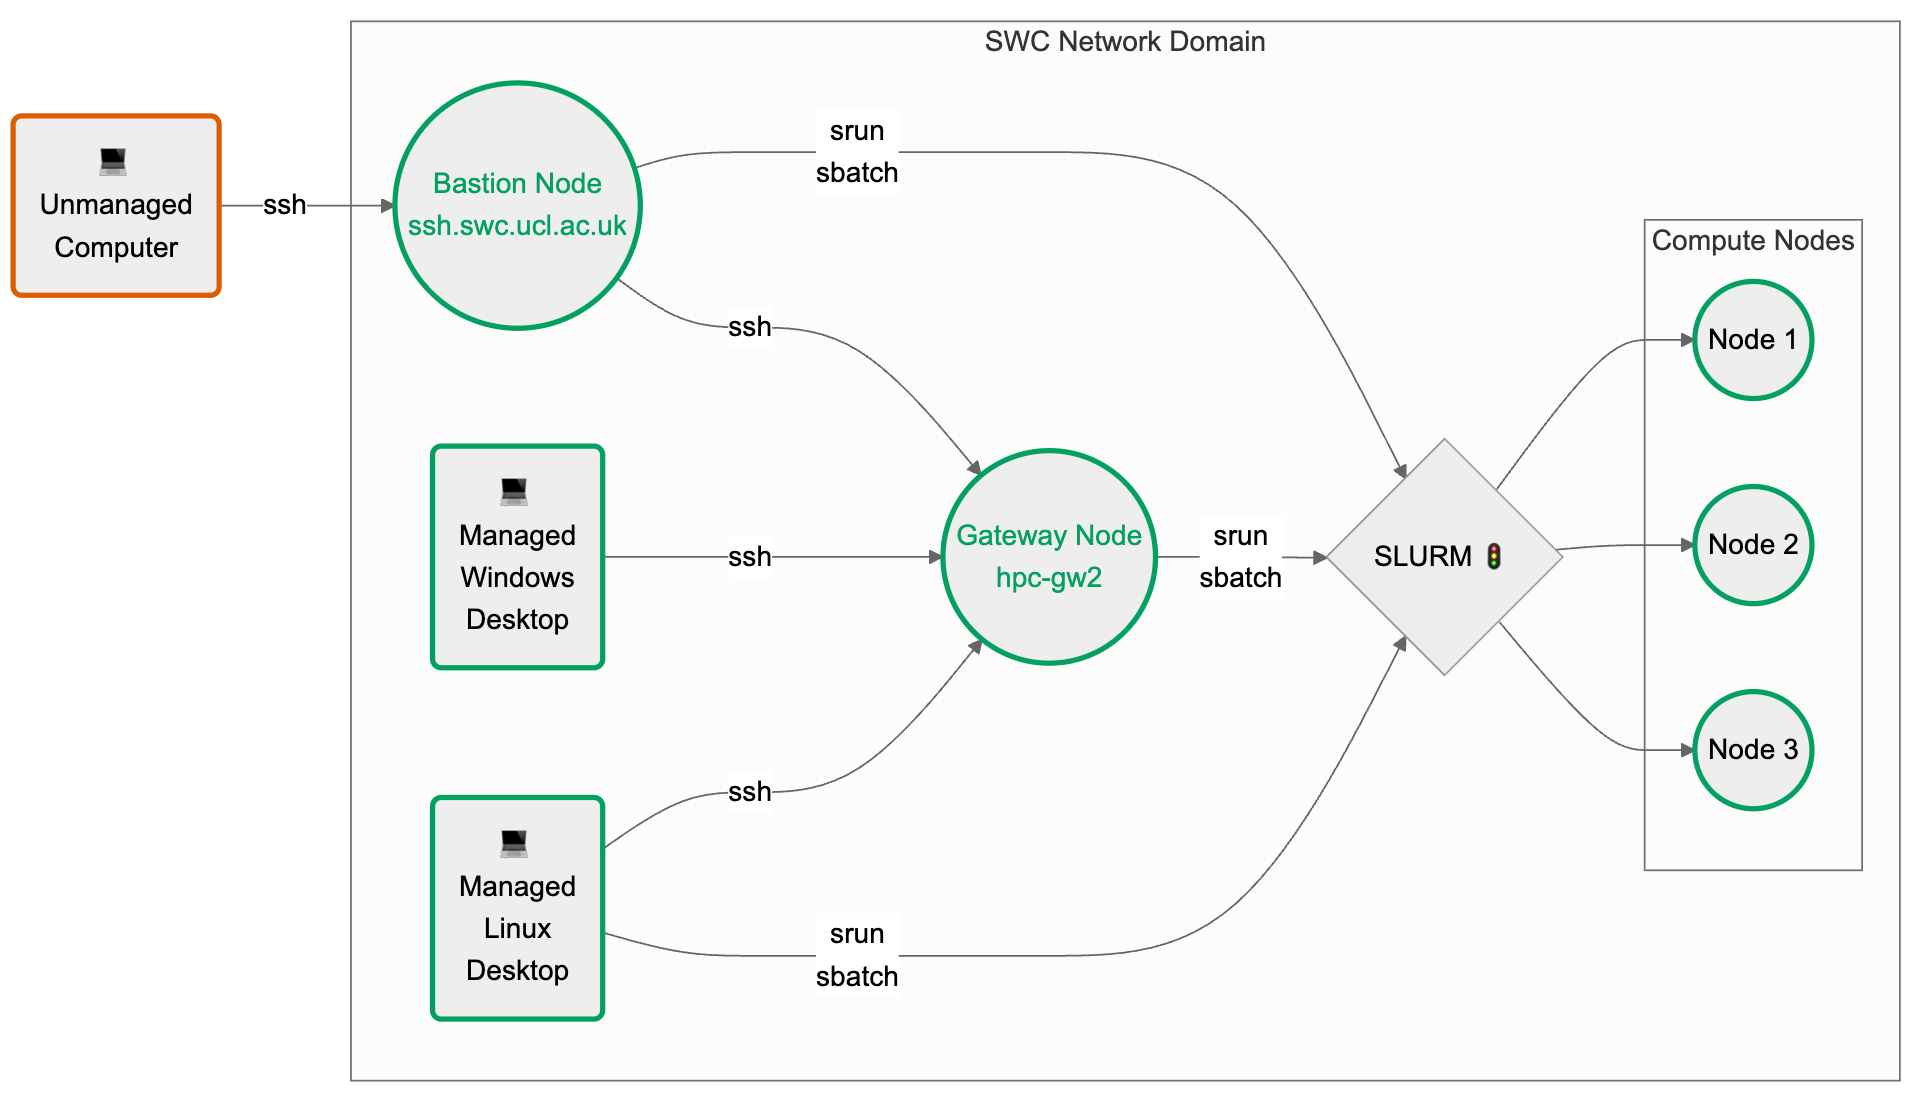 SWC Network Domain
Unmanaged
Computer
ssh
Bastion Node
ssh.swc.ucl.ac.uk
srun
sbatch
ssh
Managed
Windows
Desktop
ssh
Gateway Node
hpc-gw2
srun
sbatch
SLURM
Compute Nodes
Node 1
Node 2
Node 3
Managed
Linux
Desktop
ssh
srun
sbatch